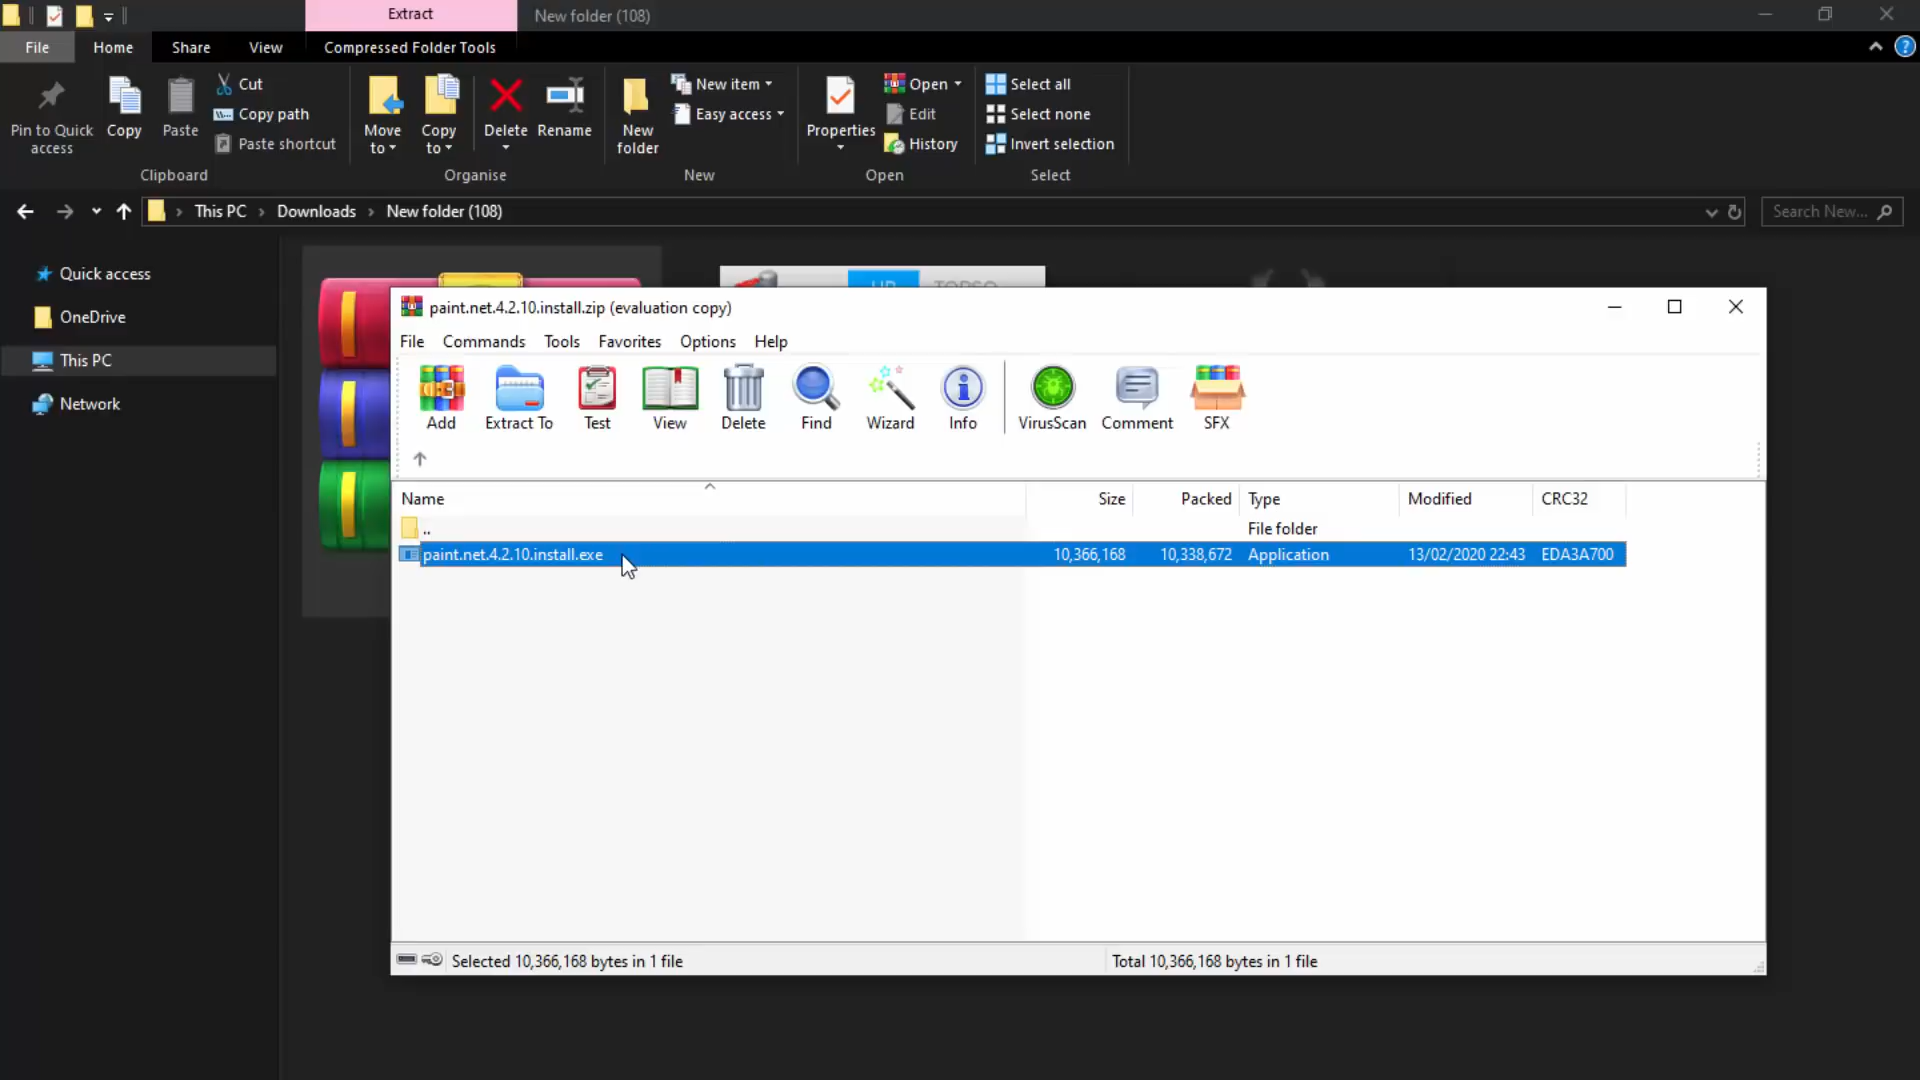 Extract
New folder (108)
File
Home
Share
View
Compressed Folder Tools
Pin to Quick access
Copy
Paste
Cut
Copy path
Paste shortcut
Clipboard
Move to
Copy to
Delete
Rename
Organise
New folder
New item
Easy access
New
Properties
Open
Edit
History
Open
Select all
Select none
Invert selection
Select
This PC > Downloads > New folder (108)
Search New...
Quick access
OneDrive
This PC
Network
paint.net.4.2.10.install.zip (evaluation copy)
File Commands Tools Favorites Options Help
Add Extract To Test View Delete Find Wizard Info VirusScan Comment SFX
Name Size Packed Type Modified CRC32
.. File folder
paint.net.4.2.10.install.exe 10,366,168 10,338,672 Application 13/02/2020 22:43 EDA3A700
Selected 10,366,168 bytes in 1 file
Total 10,366,168 bytes in 1 file